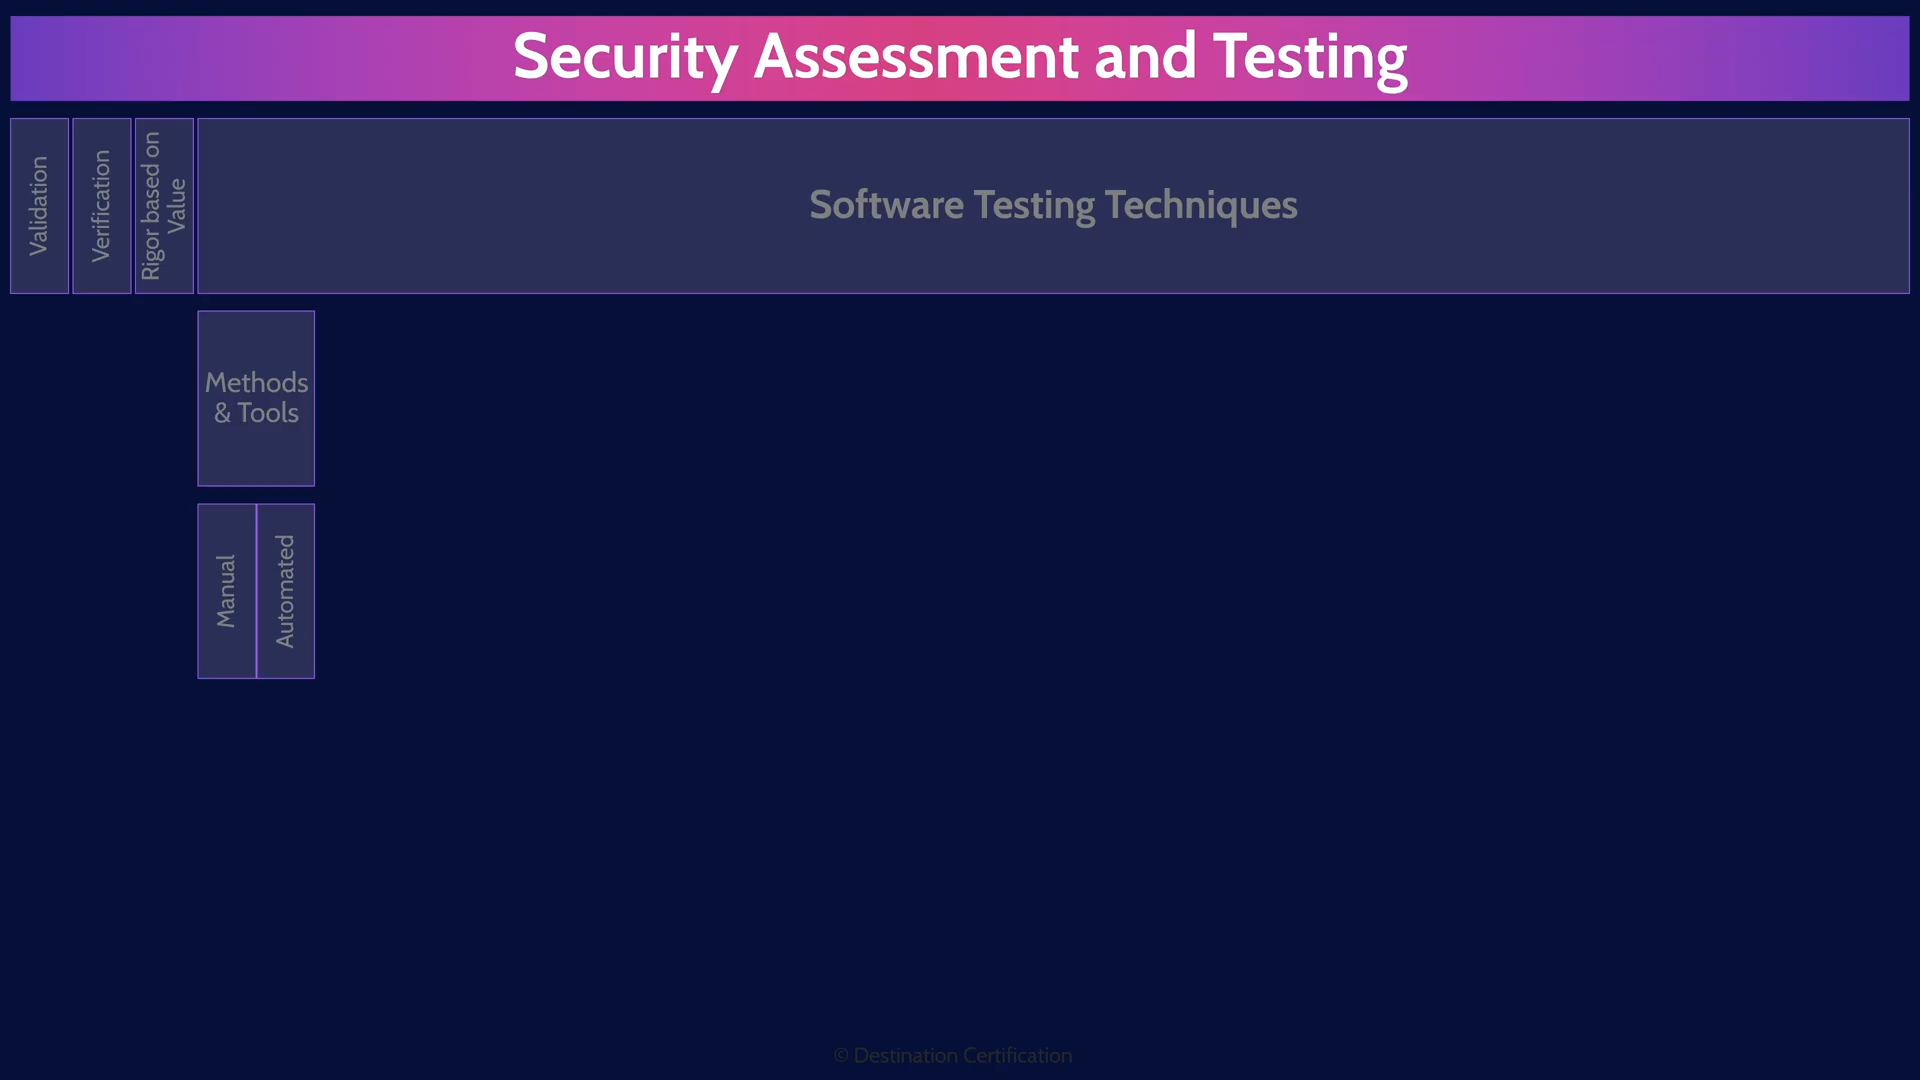 Security Assessment and Testing
Validation
Verification
Rigor based on
Value
Software Testing Techniques
Methods
& Tools
Manual
Automated
© Destination Certification